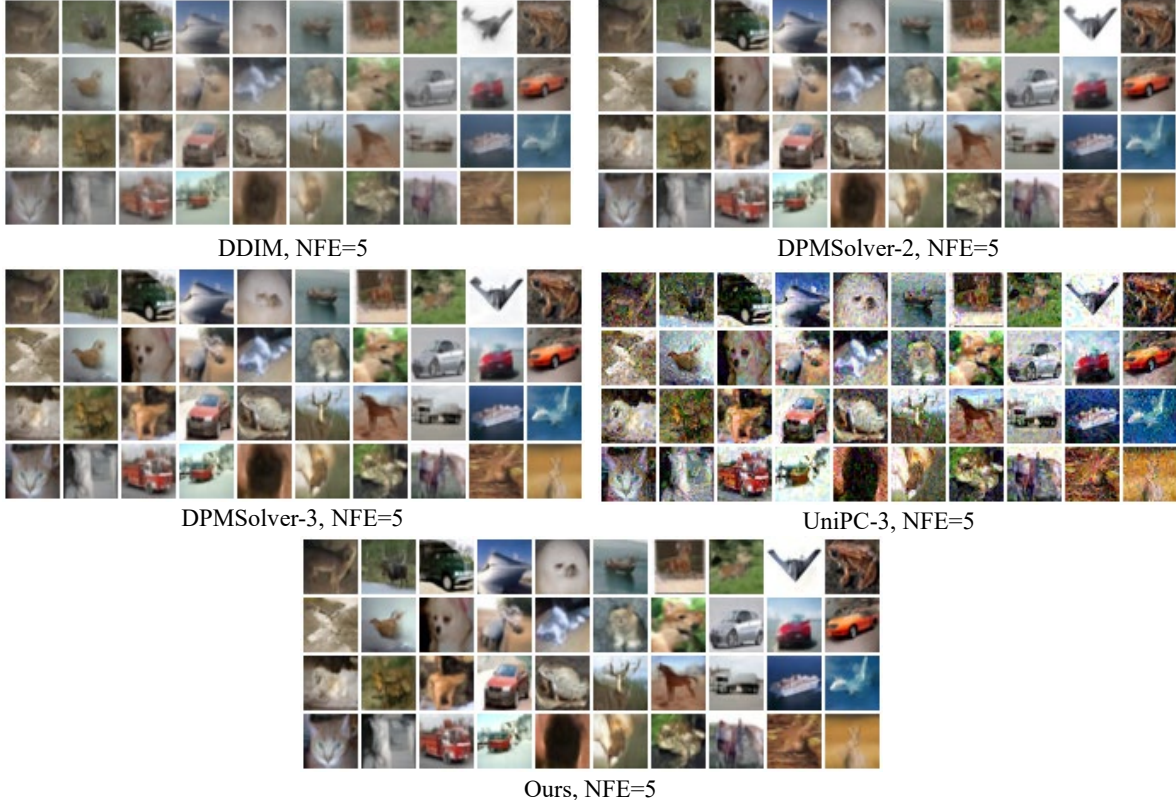 DDIM, NFE=5
DPMSolver-2, NFE=5
DPMSolver-3, NFE=5
UniPC-3, NFE=5
Ours, NFE=5